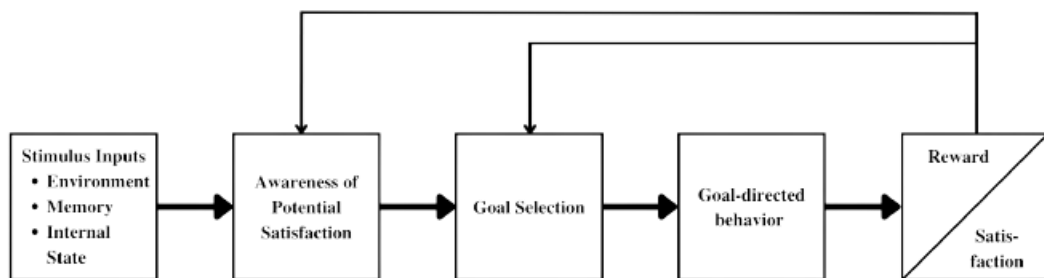 Stimulus Inputs
• Environment
• Memory
• Internal
State
Awareness of
Potential
Satisfaction
Goal Selection
Goal-directed
behavior
Reward
Satis-
faction